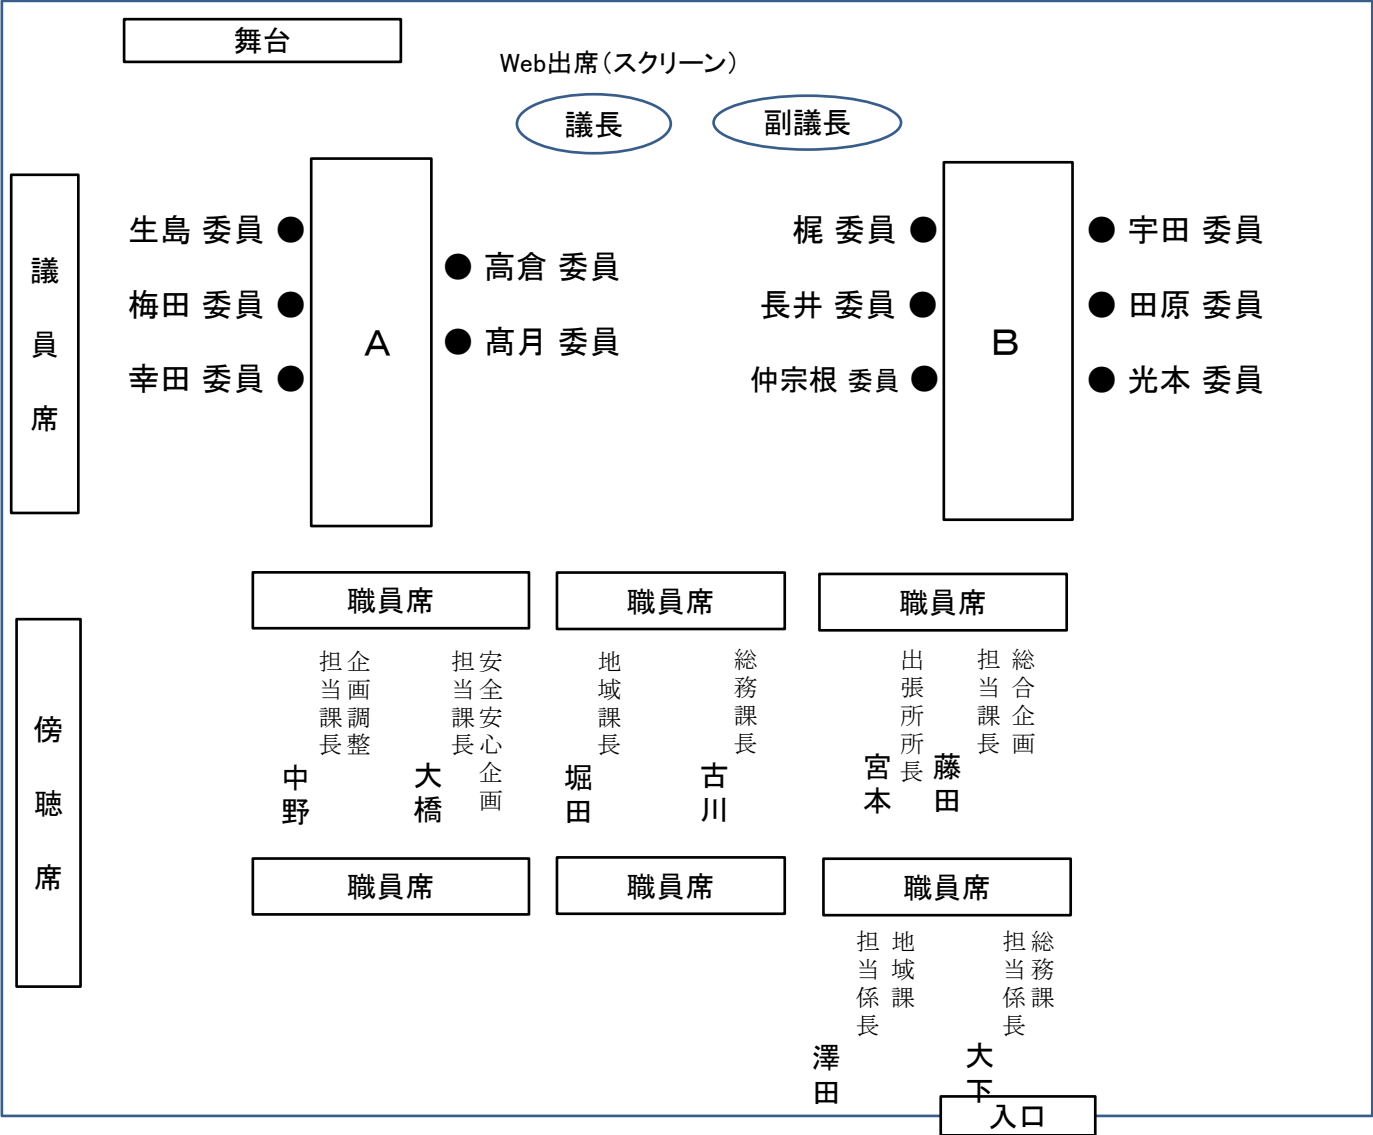 舞台
Web出席（スクリーン）
議長
副議長
議員席
生島 委員 ●
梅田 委員 ●
幸田 委員 ●
A
● 高倉 委員
● 髙月 委員
梶 委員 ●
長井 委員 ●
仲宗根 委員 ●
B
● 宇田 委員
● 田原 委員
● 光本 委員
傍聴席
職員席
職員席
職員席
企画調整
担当課長
中野
安全安心企画
担当課長
大橋
地域課長
堀田
総務課長
古川
出張所所長
宮本
総合企画
担当課長
藤田
職員席
職員席
職員席
地域課
担当係長
澤田
総務課
担当係長
大下
入口